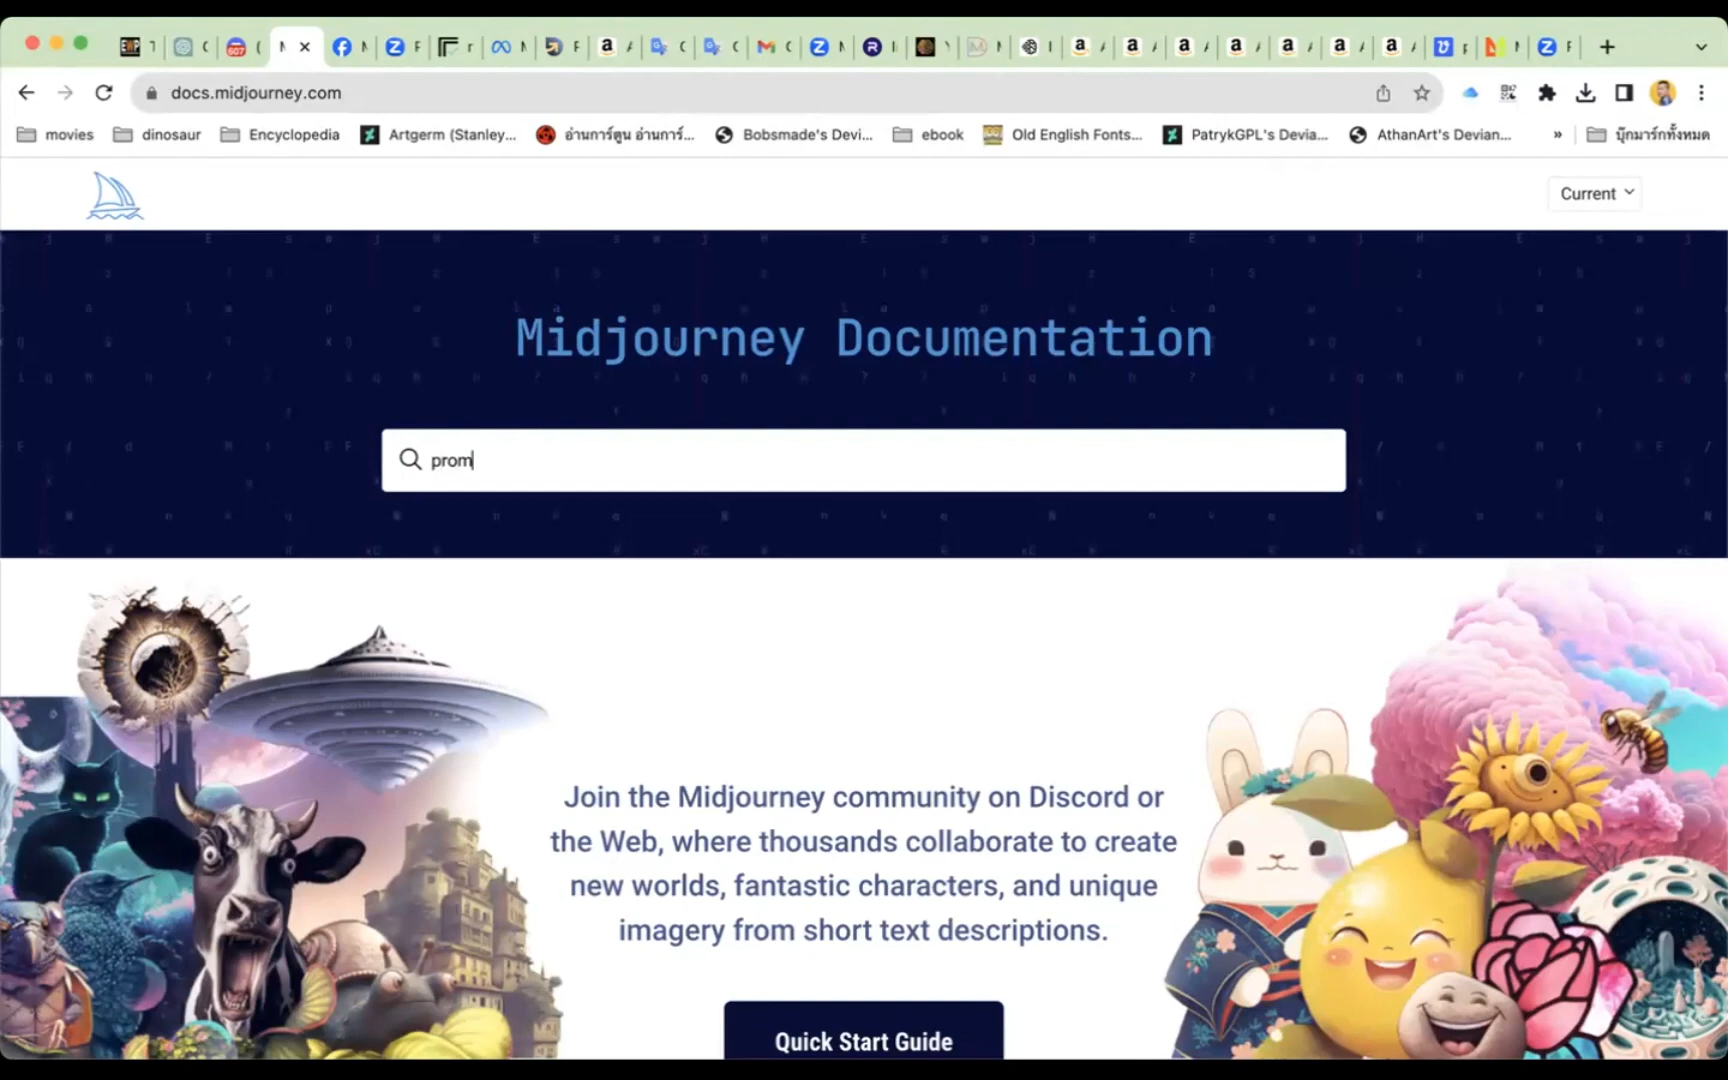 docs.midjourney.com
movies
dinosaur
Encyclopedia
Artgerm (Stanley...
อ่านการ์ตูน อ่านการ์...
Bobsmade's Devi...
ebook
Old English Fonts...
PatrykGPL's Devia...
AthanArt's Devian...
»
บุ๊กมาร์กทั้งหมด
Current
Midjourney Documentation
prom
Join the Midjourney community on Discord or
the Web, where thousands collaborate to create
new worlds, fantastic characters, and unique
imagery from short text descriptions.
Quick Start Guide